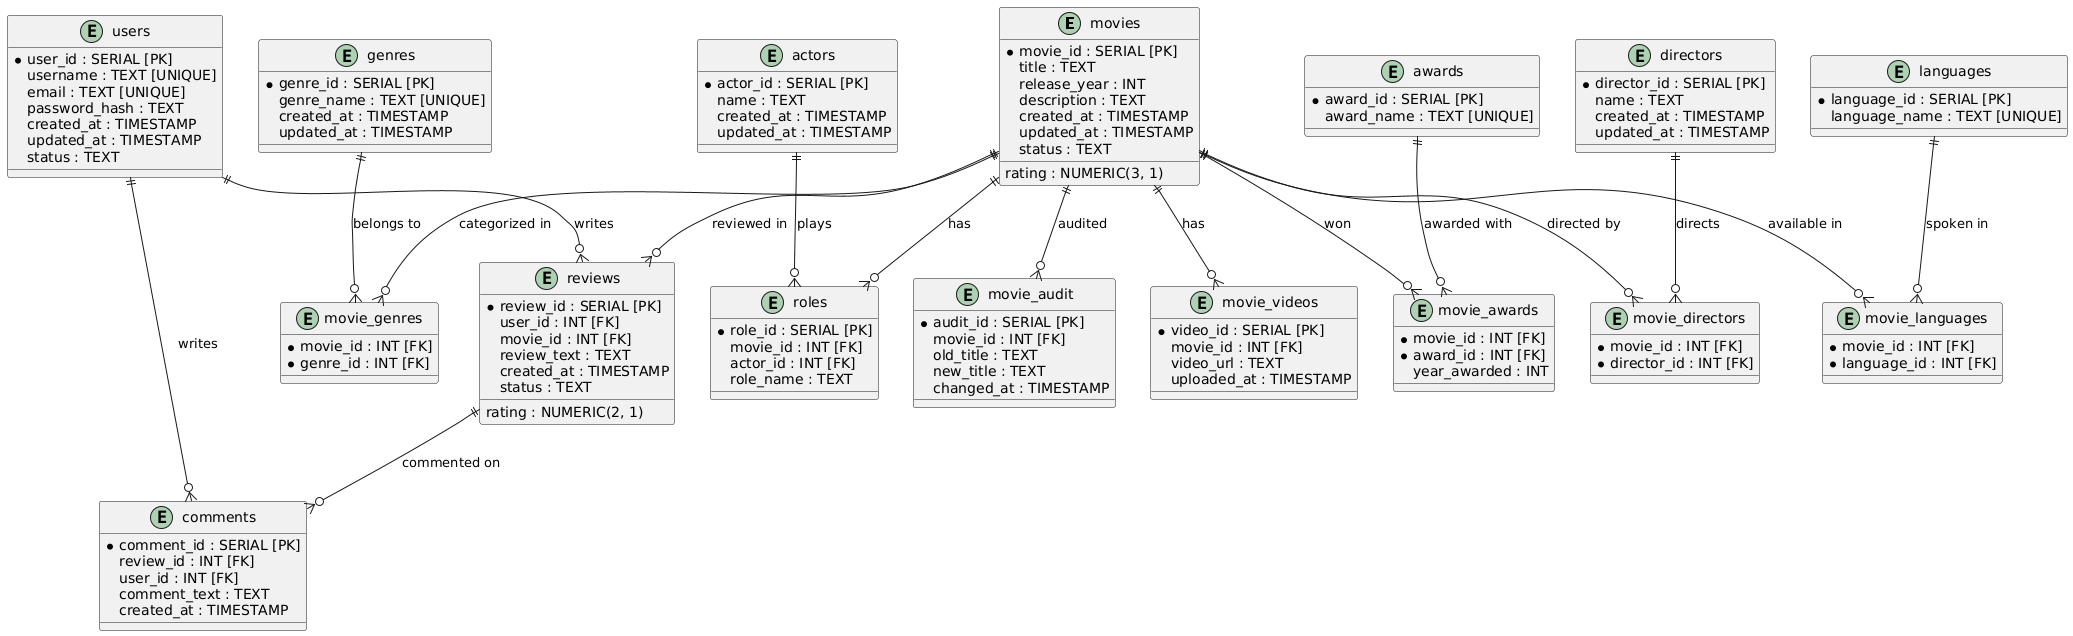 E users
* user_id : SERIAL [PK]
username : TEXT [UNIQUE]
email : TEXT [UNIQUE]
password_hash : TEXT
created_at : TIMESTAMP
updated_at : TIMESTAMP
status : TEXT
E genres
* genre_id : SERIAL [PK]
genre_name : TEXT [UNIQUE]
created_at : TIMESTAMP
updated_at : TIMESTAMP
E actors
* actor_id : SERIAL [PK]
name : TEXT
created_at : TIMESTAMP
updated_at : TIMESTAMP
E movies
* movie_id : SERIAL [PK]
title : TEXT
release_year : INT
description : TEXT
created_at : TIMESTAMP
updated_at : TIMESTAMP
status : TEXT
rating : NUMERIC(3, 1)
E awards
* award_id : SERIAL [PK]
award_name : TEXT [UNIQUE]
E directors
* director_id : SERIAL [PK]
name : TEXT
created_at : TIMESTAMP
updated_at : TIMESTAMP
E languages
* language_id : SERIAL [PK]
language_name : TEXT [UNIQUE]
belongs to
categorized in
writes
reviewed in
plays
has
audited
has
won
awarded with
directed by
directs
available in
spoken in
E movie_genres
* movie_id : INT [FK]
* genre_id : INT [FK]
E reviews
* review_id : SERIAL [PK]
user_id : INT [FK]
movie_id : INT [FK]
review_text : TEXT
created_at : TIMESTAMP
status : TEXT
rating : NUMERIC(2, 1)
E roles
* role_id : SERIAL [PK]
movie_id : INT [FK]
actor_id : INT [FK]
role_name : TEXT
E movie_audit
* audit_id : SERIAL [PK]
movie_id : INT [FK]
old_title : TEXT
new_title : TEXT
changed_at : TIMESTAMP
E movie_videos
* video_id : SERIAL [PK]
movie_id : INT [FK]
video_url : TEXT
uploaded_at : TIMESTAMP
E movie_awards
* movie_id : INT [FK]
* award_id : INT [FK]
year_awarded : INT
E movie_directors
* movie_id : INT [FK]
* director_id : INT [FK]
E movie_languages
* movie_id : INT [FK]
* language_id : INT [FK]
writes
commented on
E comments
* comment_id : SERIAL [PK]
review_id : INT [FK]
user_id : INT [FK]
comment_text : TEXT
created_at : TIMESTAMP